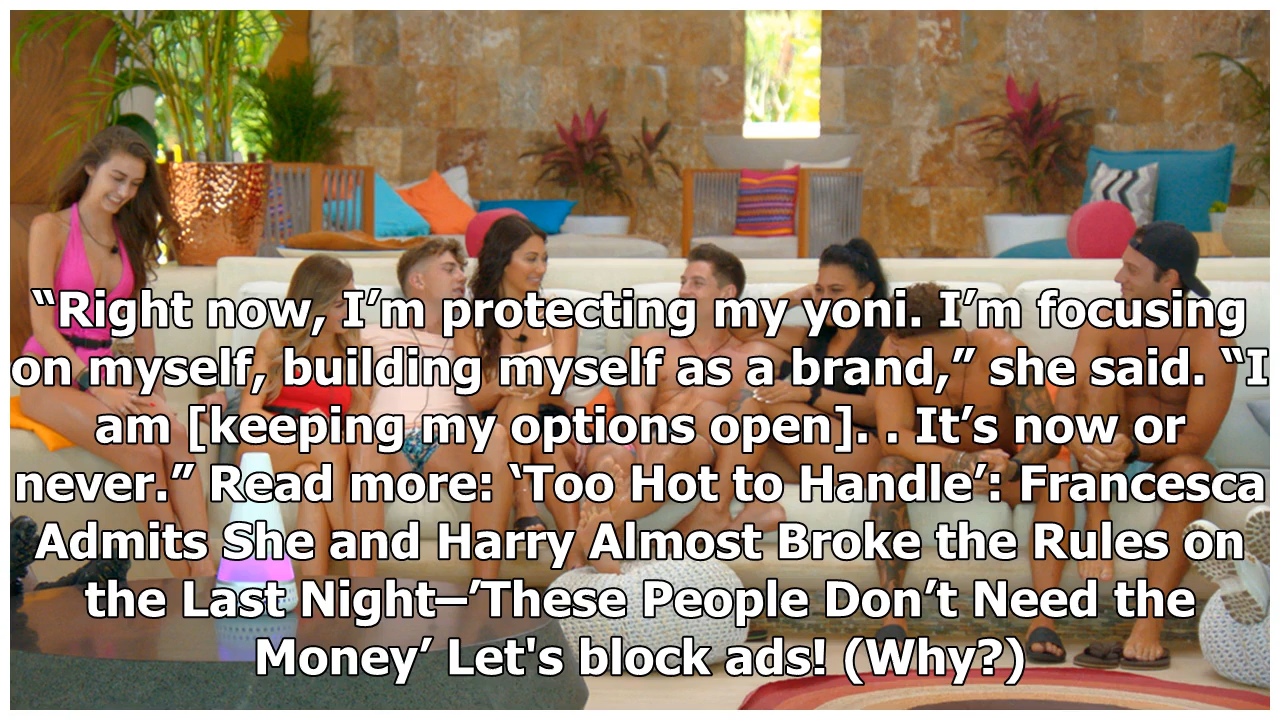 “Right now, I’m protecting my yoni. I’m focusing
on myself, building myself as a brand,” she said. “I
am [keeping my options open]. . It’s now or
never.” Read more: ‘Too Hot to Handle’: Francesca
Admits She and Harry Almost Broke the Rules on
the Last Night—’These People Don’t Need the
Money’ Let's block ads! (Why?)